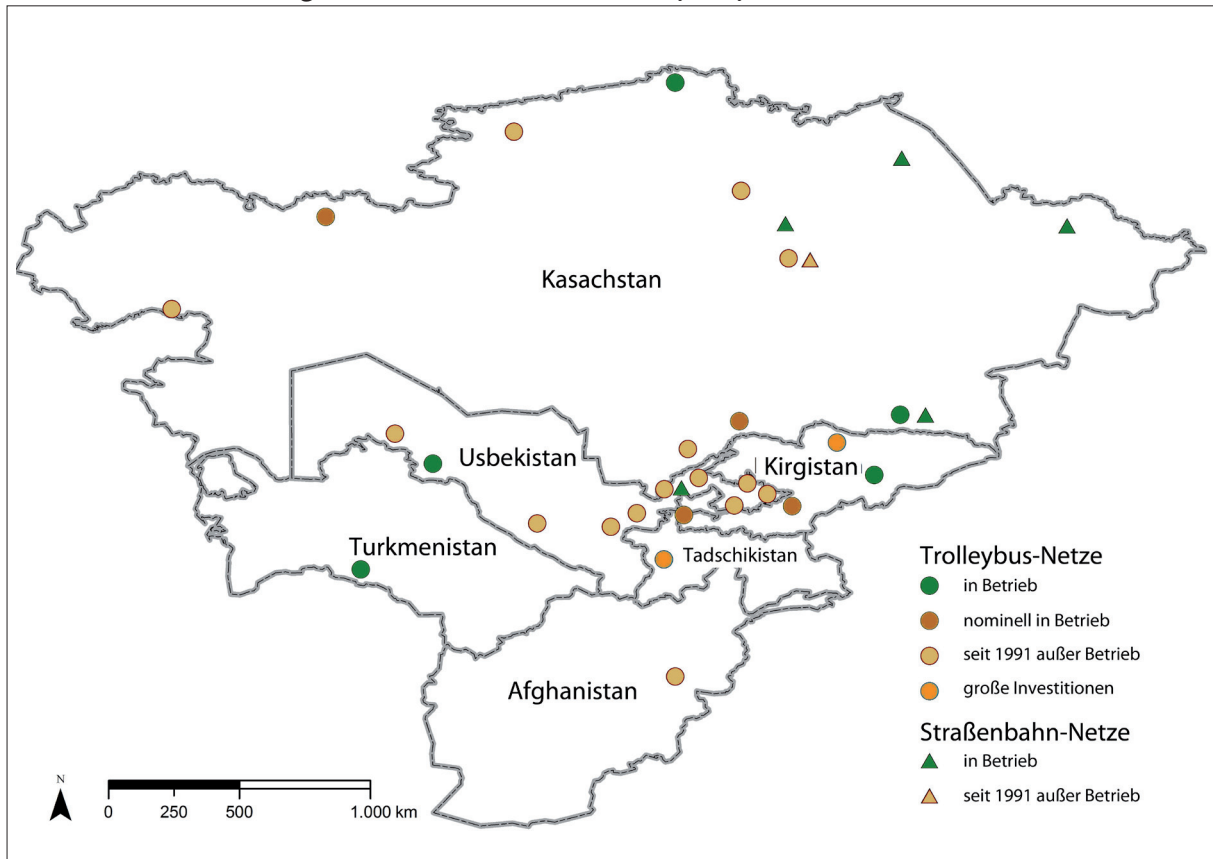 Kasachstan
Usbekistan
Kirgistan
Turkmenistan
Tadschikistan
Afghanistan
Trolleybus-Netze
in Betrieb
nominell in Betrieb
seit 1991 außer Betrieb
große Investitionen
Straßenbahn-Netze
in Betrieb
seit 1991 außer Betrieb
N
0 250 500 1.000 km